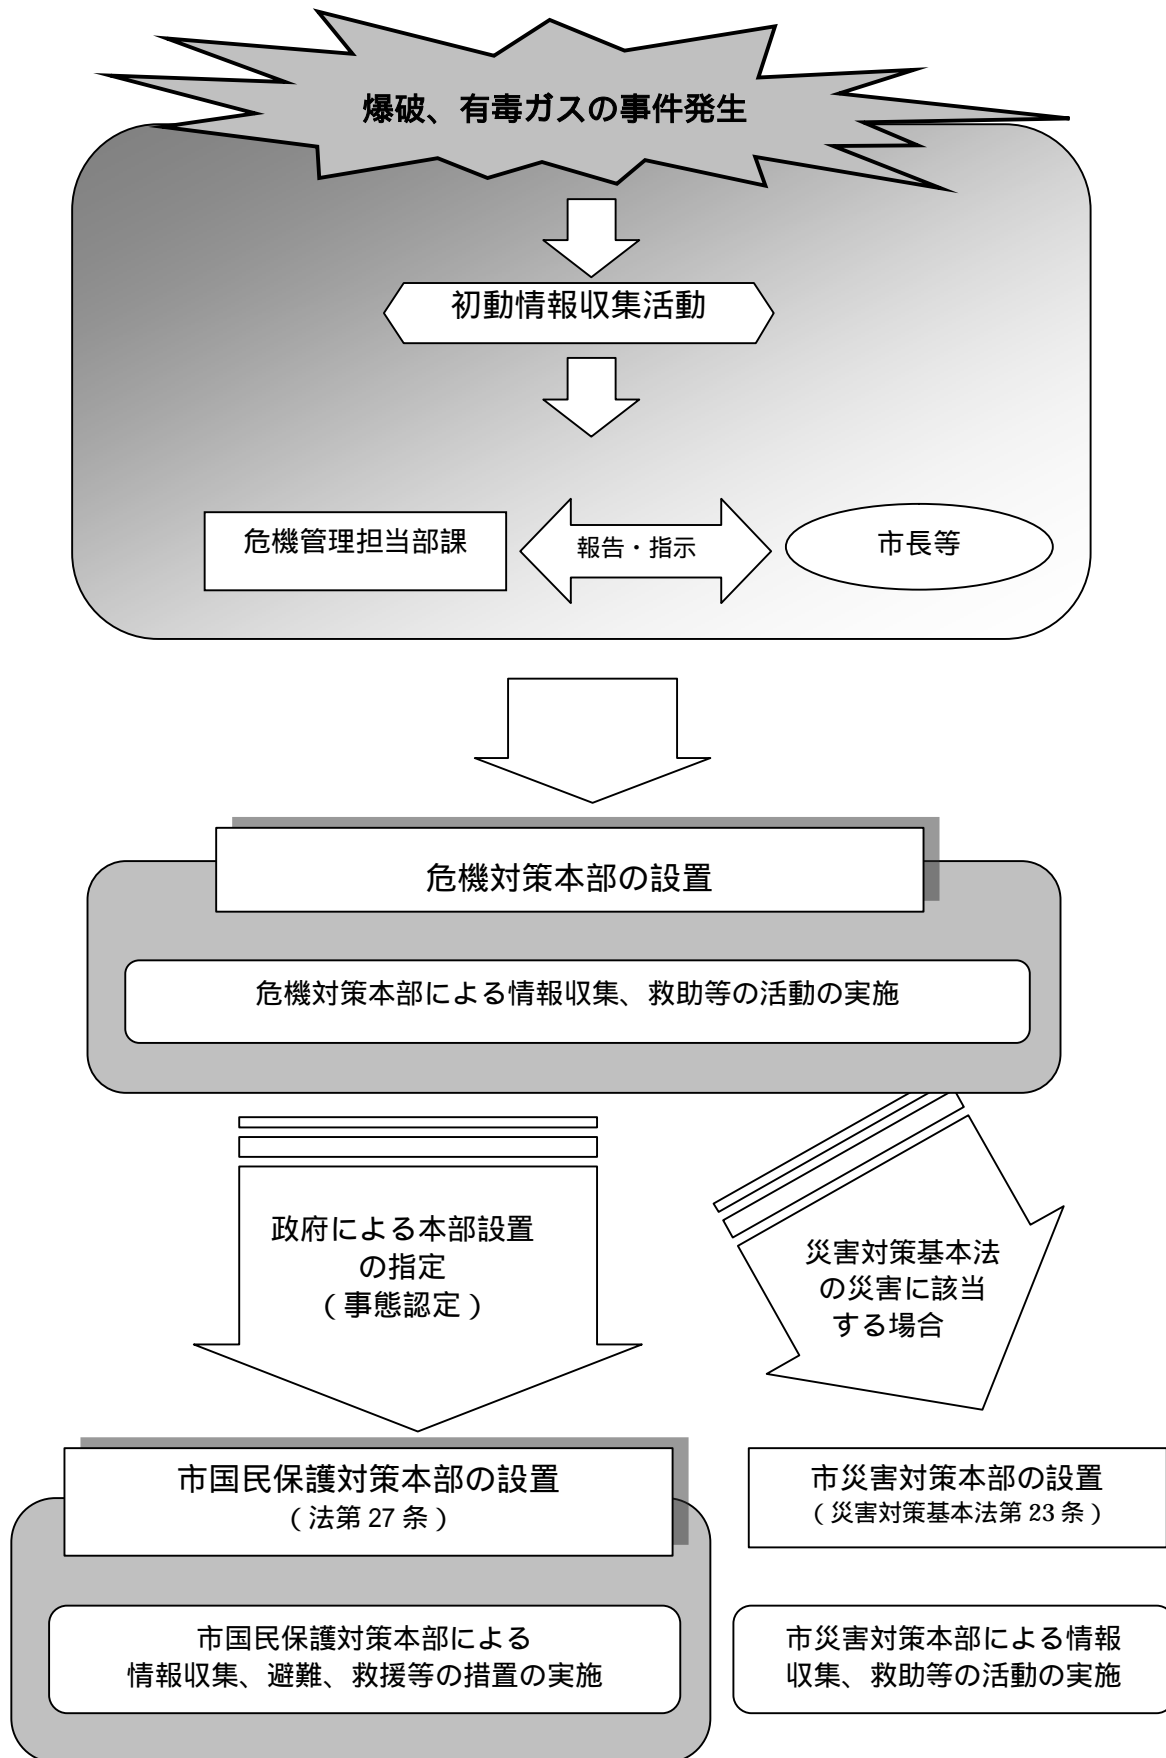 爆破、有毒ガスの事件発生
初動情報収集活動
危機管理担当部課
報告・指示
市長等
危機対策本部の設置
危機対策本部による情報収集、救助等の活動の実施
政府による本部設置
の指定
(事態認定)
災害対策基本法
の災害に該当
する場合
市国民保護対策本部の設置
(法第27条)
市災害対策本部の設置
(災害対策基本法第23条)
市国民保護対策本部による
情報収集、避難、救援等の措置の実施
市災害対策本部による情報
収集、救助等の活動の実施